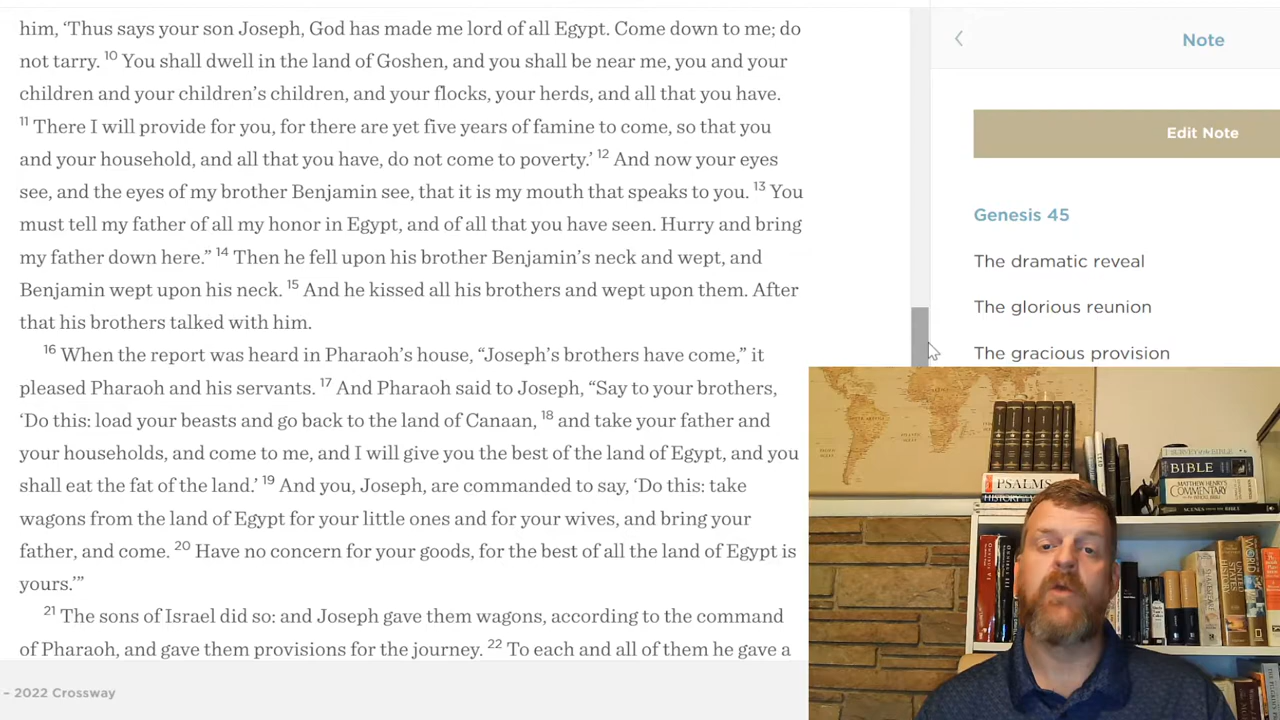 him, ‘Thus says your son Joseph, God has made me lord of all Egypt. Come down to me; do
not tarry. 10 You shall dwell in the land of Goshen, and you shall be near me, you and your
children and your children’s children, and your flocks, your herds, and all that you have.
11 There I will provide for you, for there are yet five years of famine to come, so that you
and your household, and all that you have, do not come to poverty.’ 12 And now your eyes
see, and the eyes of my brother Benjamin see, that it is my mouth that speaks to you. 13 You
must tell my father of all my honor in Egypt, and of all that you have seen. Hurry and bring
my father down here.” 14 Then he fell upon his brother Benjamin’s neck and wept, and
Benjamin wept upon his neck. 15 And he kissed all his brothers and wept upon them. After
that his brothers talked with him.
16 When the report was heard in Pharaoh’s house, “Joseph’s brothers have come,” it
pleased Pharaoh and his servants. 17 And Pharaoh said to Joseph, “Say to your brothers,
‘Do this: load your beasts and go back to the land of Canaan, 18 and take your father and
your households, and come to me, and I will give you the best of the land of Egypt, and you
shall eat the fat of the land.’ 19 And you, Joseph, are commanded to say, ‘Do this: take
wagons from the land of Egypt for your little ones and for your wives, and bring your
father, and come. 20 Have no concern for your goods, for the best of all the land of Egypt is
yours.’”
21 The sons of Israel did so: and Joseph gave them wagons, according to the command
of Pharaoh, and gave them provisions for the journey. 22 To each and all of them he gave a
– 2022 Crossway
Note
Edit Note
Genesis 45
The dramatic reveal
The glorious reunion
The gracious provision
PSALMS
BIBLE
MATTHEW HENRY'S
COMMENTARY